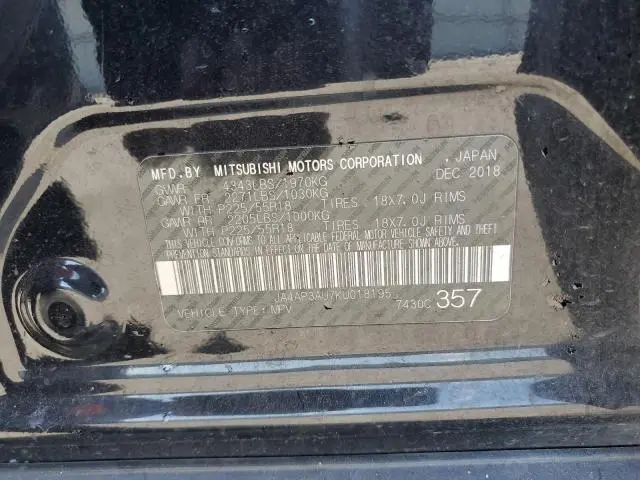 MFD.BY MITSUBISHI MOTORS CORPORATION , JAPAN
GVWR 4343LBS/1970KG DEC 2018
GAWR FR 2271LBS/1030KG
WITH P225/55R18 TIRES 18X7.0J RIMS
GAWR RR 2205LBS/1000KG
WITH P225/55R18 TIRES 18X7.0J RIMS
THIS VEHICLE CONFORMS TO ALL APPLICABLE FEDERAL MOTOR VEHICLE SAFETY AND THEFT
PREVENTION STANDARDS IN EFFECT ON THE DATE OF MANUFACTURE SHOWN ABOVE.
JA4AP3AU7KU018195
VEHICLE TYPE: MPV 7430C 357